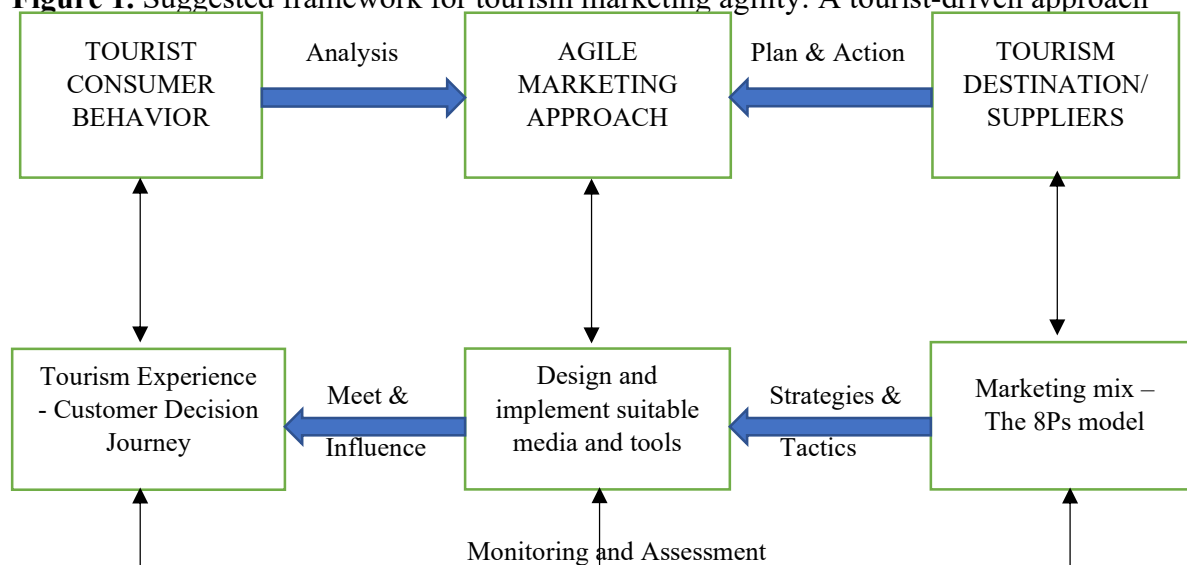 Figure 1. Suggested framework for tourism marketing agility: A tourist-driven approach
TOURIST
CONSUMER
BEHAVIOR
Analysis
AGILE
MARKETING
APPROACH
Plan & Action
TOURISM
DESTINATION/
SUPPLIERS
Tourism Experience
- Customer Decision
Journey
Meet &
Influence
Design and
implement suitable
media and tools
Strategies &
Tactics
Marketing mix –
The 8Ps model
Monitoring and Assessment